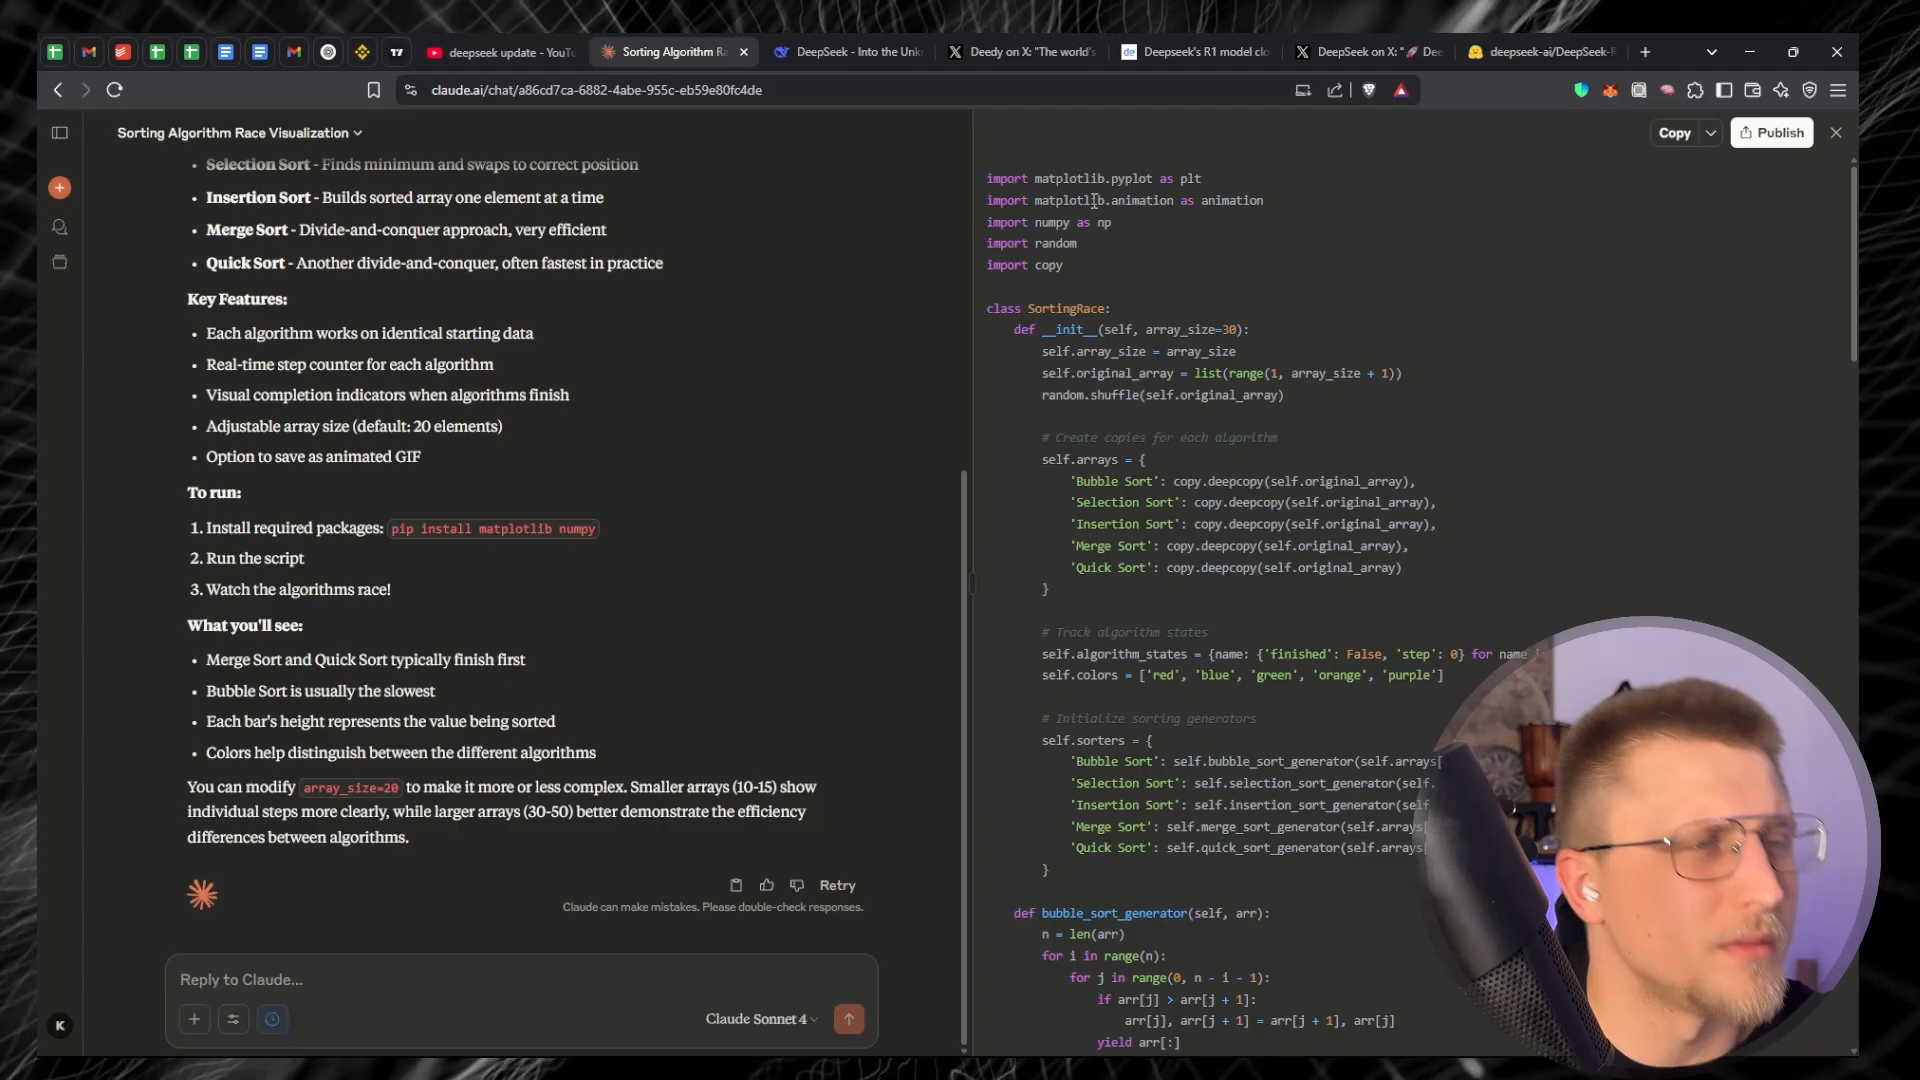 deepseek update - YouTu
Sorting Algorithm Ra
DeepSeek - Into the Unkn
Deedy on X: "The world's
Deepseek's R1 model clo
DeepSeek on X: "🚀 Dee
deepseek-ai/DeepSeek-R
claude.ai/chat/a86cd7ca-6882-4abe-955c-eb59e80fc4de
Sorting Algorithm Race Visualization
Selection Sort - Finds minimum and swaps to correct position
Insertion Sort - Builds sorted array one element at a time
Merge Sort - Divide-and-conquer approach, very efficient
Quick Sort - Another divide-and-conquer, often fastest in practice
Key Features:
Each algorithm works on identical starting data
Real-time step counter for each algorithm
Visual completion indicators when algorithms finish
Adjustable array size (default: 20 elements)
Option to save as animated GIF
To run:
1. Install required packages: pip install matplotlib numpy
2. Run the script
3. Watch the algorithms race!
What you'll see:
Merge Sort and Quick Sort typically finish first
Bubble Sort is usually the slowest
Each bar's height represents the value being sorted
Colors help distinguish between the different algorithms
You can modify array_size=20 to make it more or less complex. Smaller arrays (10-15) show
individual steps more clearly, while larger arrays (30-50) better demonstrate the efficiency
differences between algorithms.
Retry
Claude can make mistakes. Please double-check responses.
Reply to Claude...
Claude Sonnet 4
K
Copy
Publish
import matplotlib.pyplot as plt
import matplotlib.animation as animation
import numpy as np
import random
import copy
class SortingRace:
def __init__(self, array_size=30):
self.array_size = array_size
self.original_array = list(range(1, array_size + 1))
random.shuffle(self.original_array)
# Create copies for each algorithm
self.arrays = {
'Bubble Sort': copy.deepcopy(self.original_array),
'Selection Sort': copy.deepcopy(self.original_array),
'Insertion Sort': copy.deepcopy(self.original_array),
'Merge Sort': copy.deepcopy(self.original_array),
'Quick Sort': copy.deepcopy(self.original_array)
}
# Track algorithm states
self.algorithm_states = {name: {'finished': False, 'step': 0} for name i
self.colors = ['red', 'blue', 'green', 'orange', 'purple']
# Initialize sorting generators
self.sorters = {
'Bubble Sort': self.bubble_sort_generator(self.arrays[
'Selection Sort': self.selection_sort_generator(self.
'Insertion Sort': self.insertion_sort_generator(self
'Merge Sort': self.merge_sort_generator(self.arrays[
'Quick Sort': self.quick_sort_generator(self.arrays[
}
def bubble_sort_generator(self, arr):
n = len(arr)
for i in range(n):
for j in range(0, n - i - 1):
if arr[j] > arr[j + 1]:
arr[j], arr[j + 1] = arr[j + 1], arr[j]
yield arr[:]